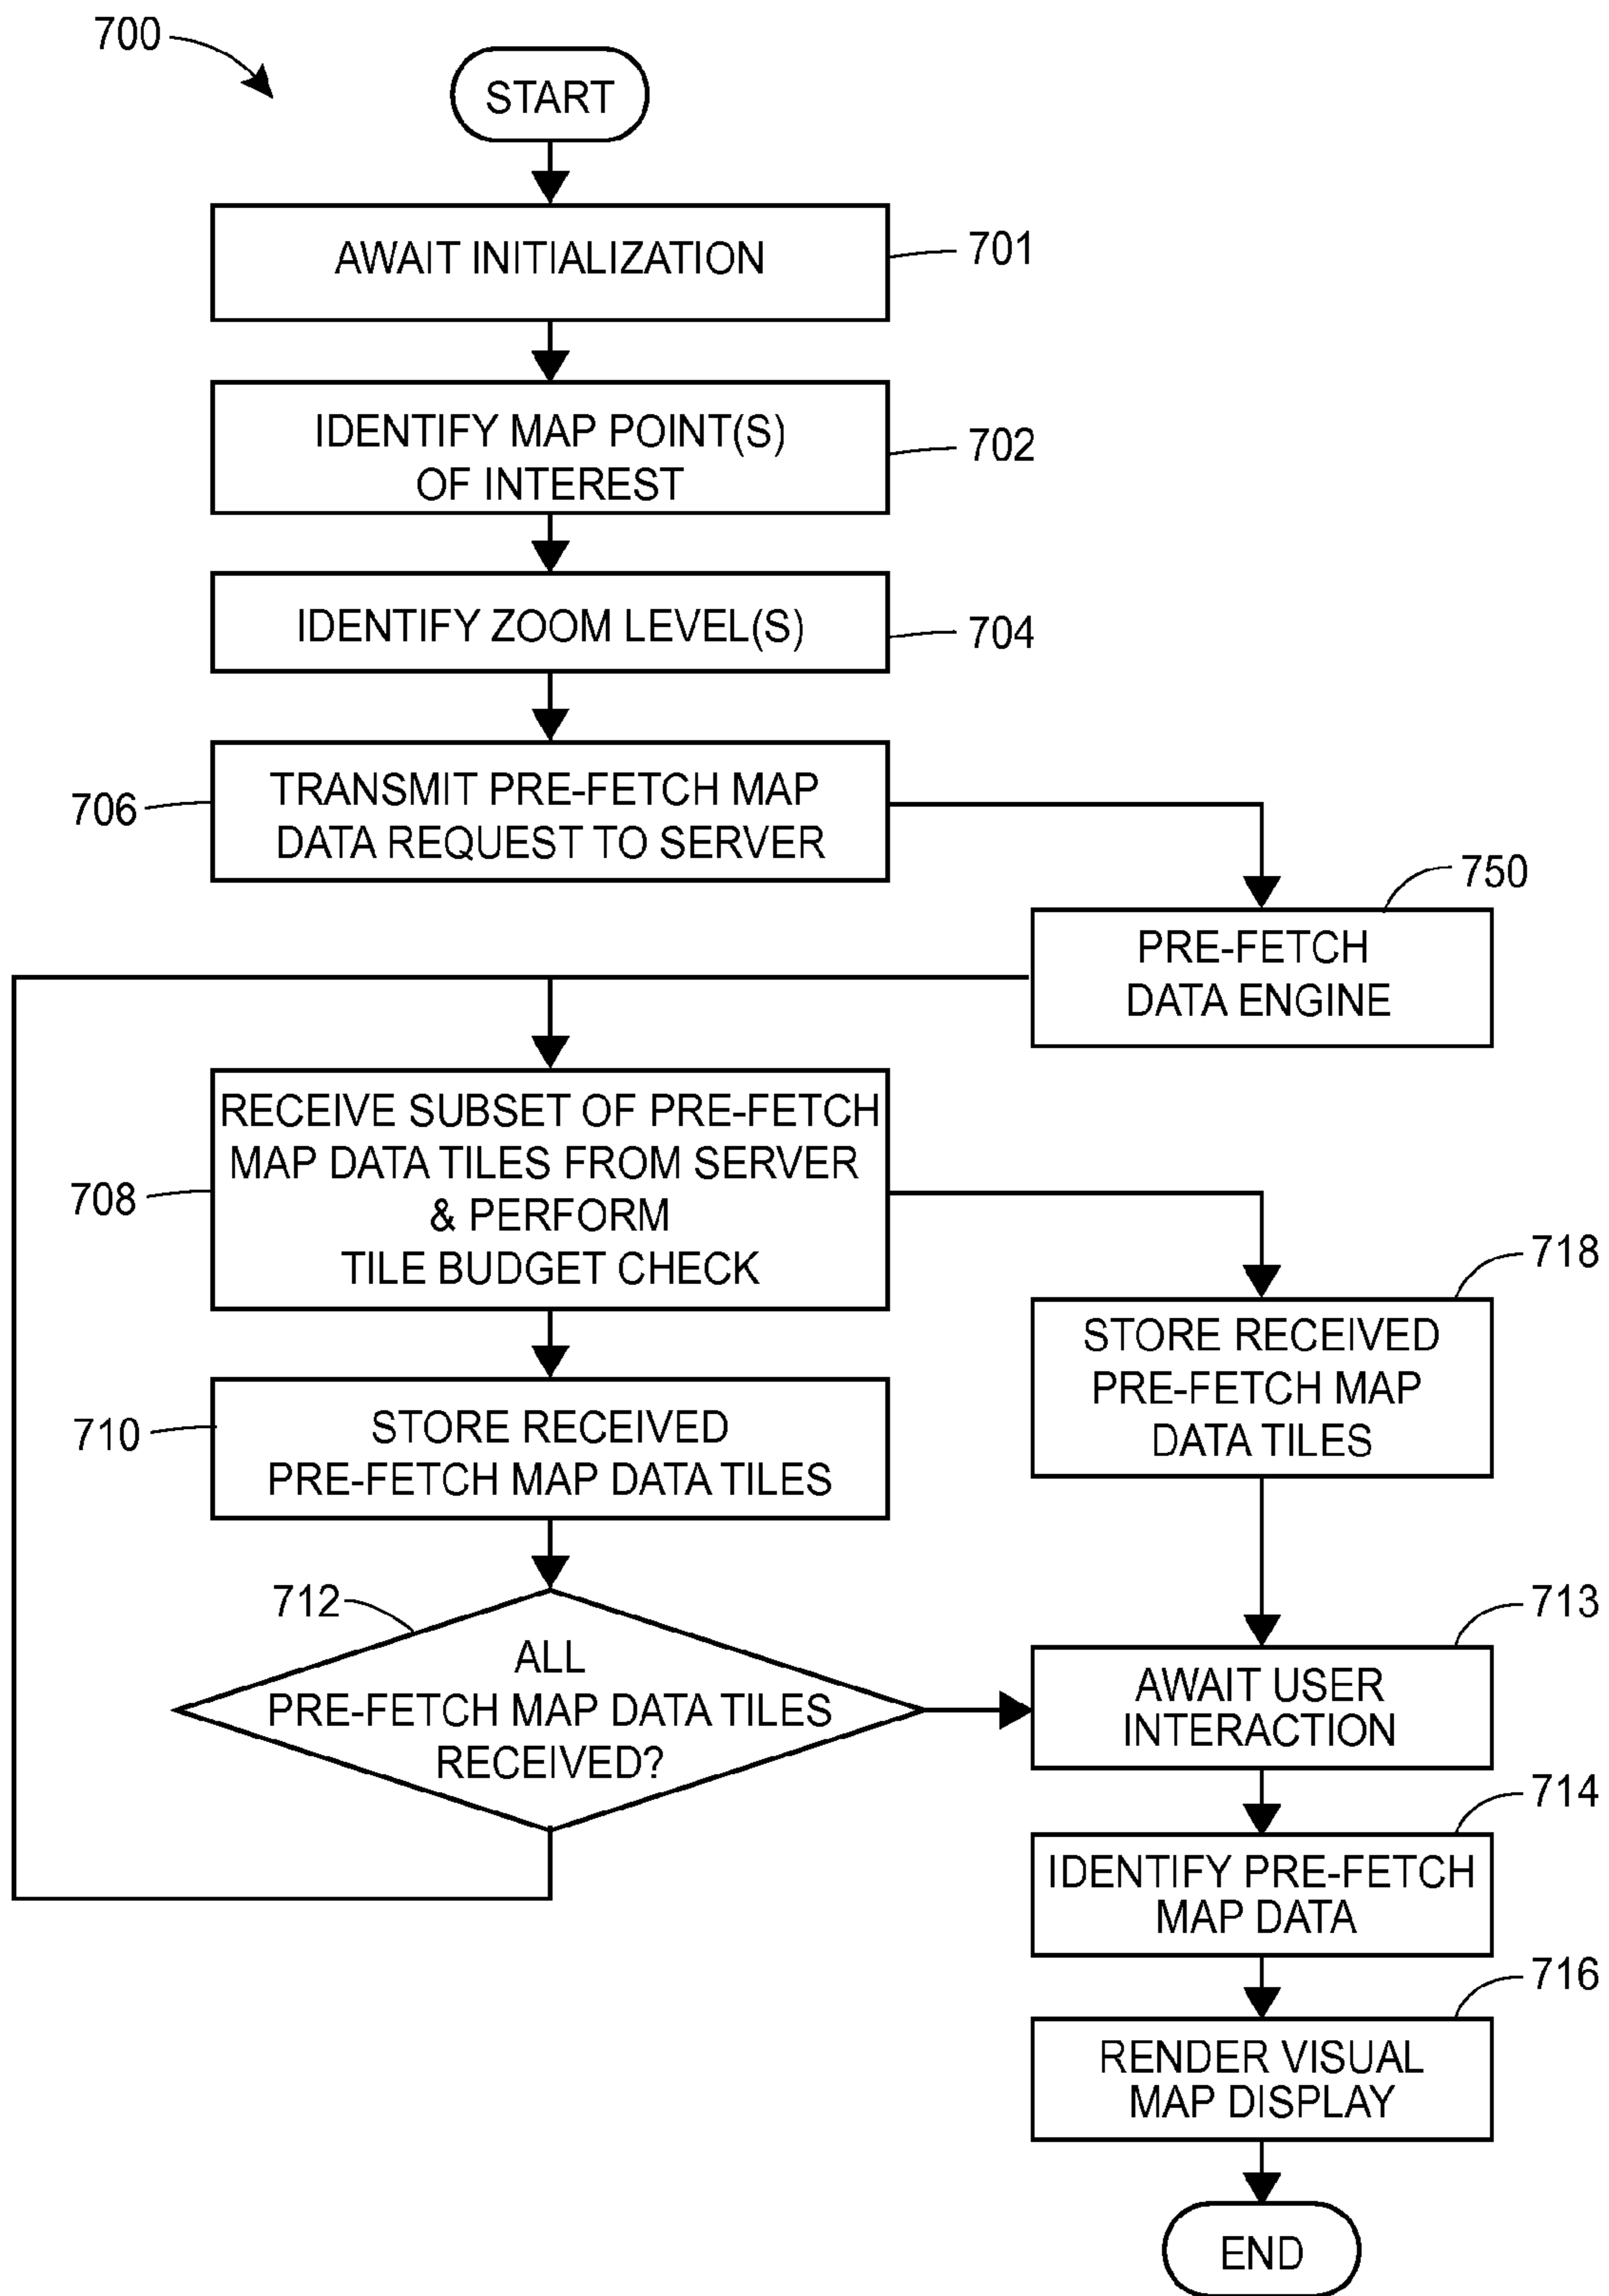 700
START
AWAIT INITIALIZATION
701
IDENTIFY MAP POINT(S)
OF INTEREST
702
IDENTIFY ZOOM LEVEL(S)
704
706
TRANSMIT PRE-FETCH MAP
DATA REQUEST TO SERVER
750
PRE-FETCH
DATA ENGINE
708
RECEIVE SUBSET OF PRE-FETCH
MAP DATA TILES FROM SERVER
& PERFORM
TILE BUDGET CHECK
718
STORE RECEIVED
PRE-FETCH MAP
DATA TILES
710
STORE RECEIVED
PRE-FETCH MAP DATA TILES
712
ALL
PRE-FETCH MAP DATA TILES
RECEIVED?
713
AWAIT USER
INTERACTION
714
IDENTIFY PRE-FETCH
MAP DATA
716
RENDER VISUAL
MAP DISPLAY
END